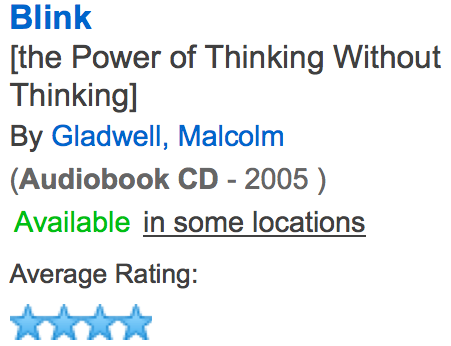 Blink
[the Power of Thinking Without
Thinking]
By Gladwell, Malcolm
(Audiobook CD - 2005 )
Available in some locations
Average Rating: